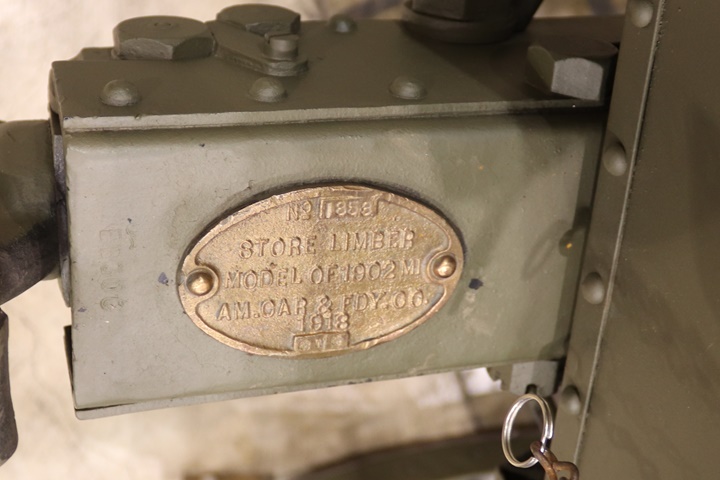 No 1858
STORE LIMBER
MODEL OF 1902 MI
AM. CAR & FDY. CO.
1918